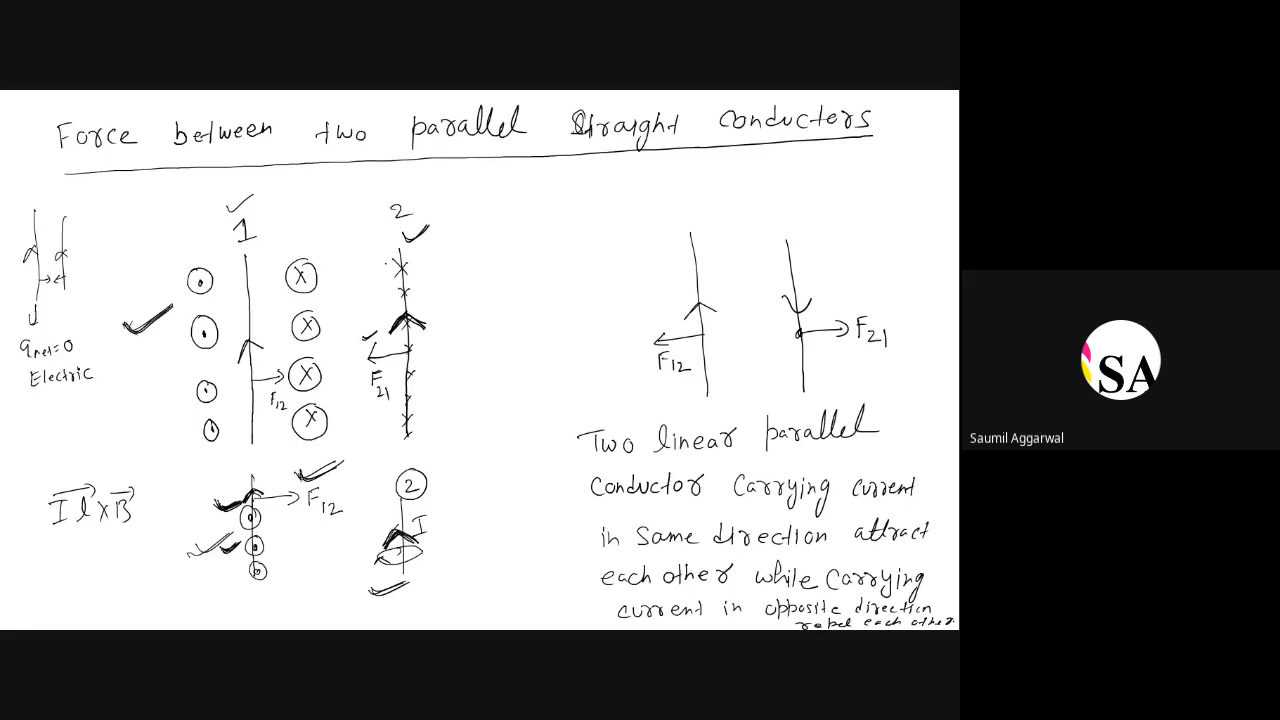 Force between two parallel straight conductors
1
2
qnet=0
Electric
F12
F21
I l x B
F12
2
I
F12
F21
Two linear parallel
conductor carrying current
in same direction attract
each other while carrying
current in opposite direction
repel each other.
SA
Saumil Aggarwal